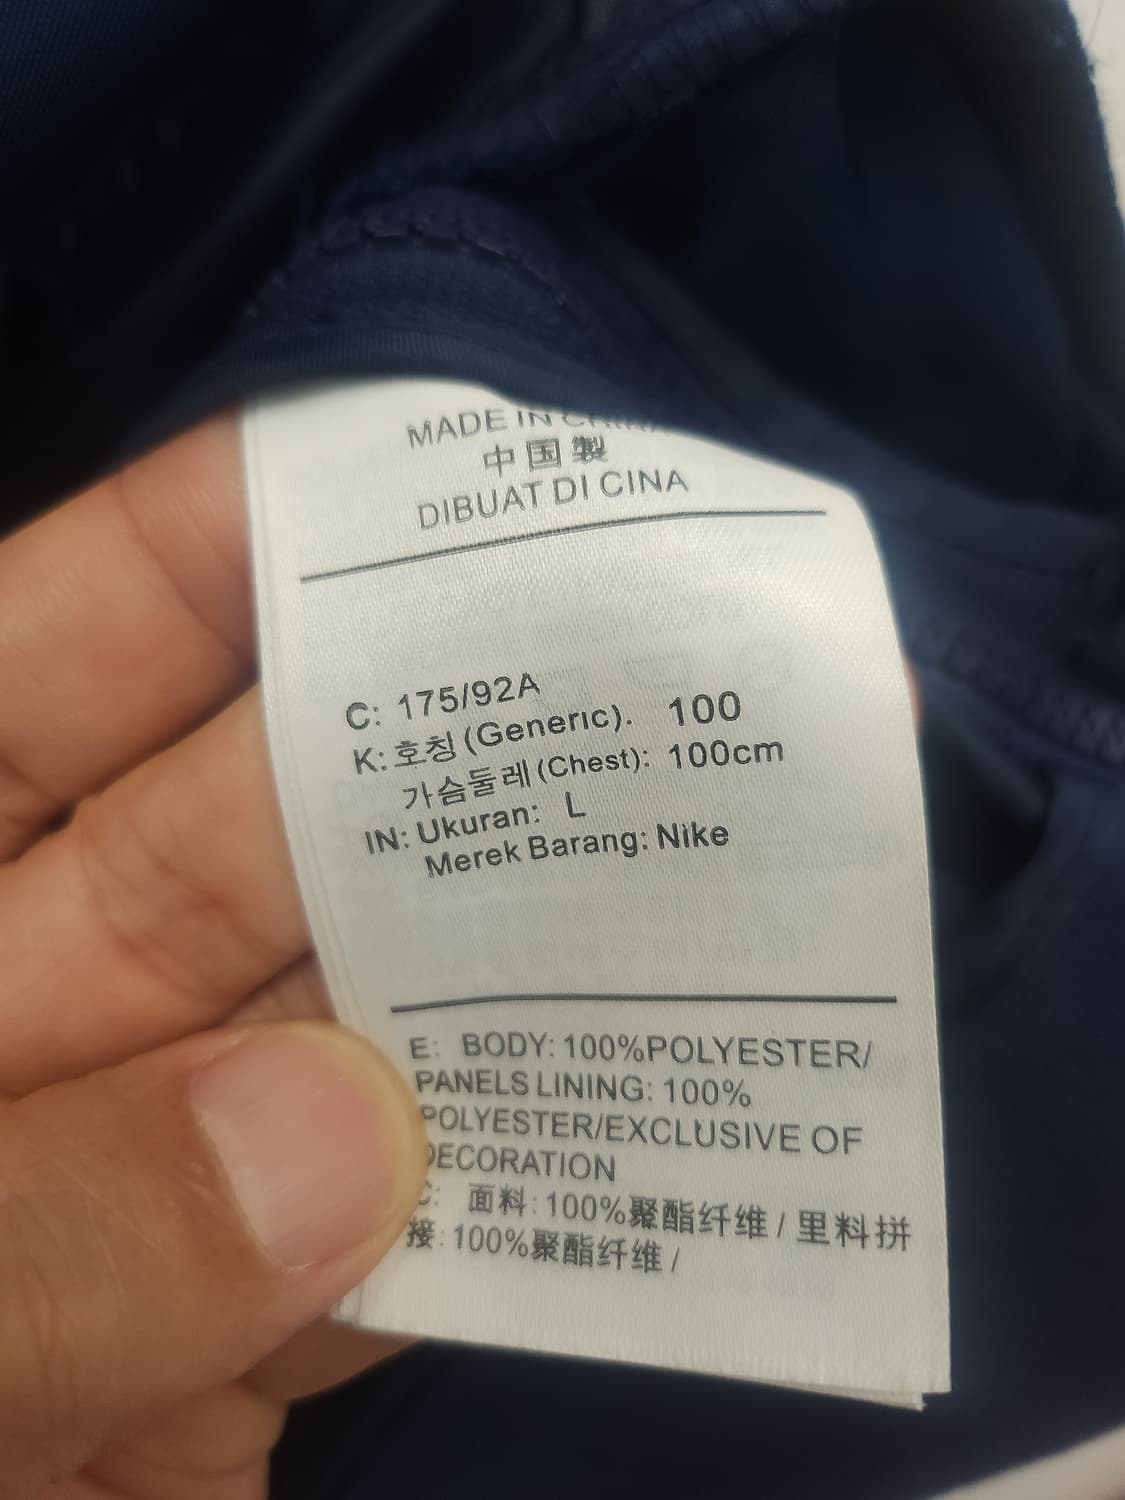 MADE IN CHINA
中国製
DIBUAT DI CINA
C: 175/92A
K: 호칭 (Generic). 100
가슴둘레 (Chest): 100cm
IN: Ukuran: L
Merek Barang: Nike
E: BODY: 100%POLYESTER/
PANELS LINING: 100%
POLYESTER/EXCLUSIVE OF
DECORATION
C: 面料: 100%聚酯纤维 / 里料拼
接: 100%聚酯纤维 /